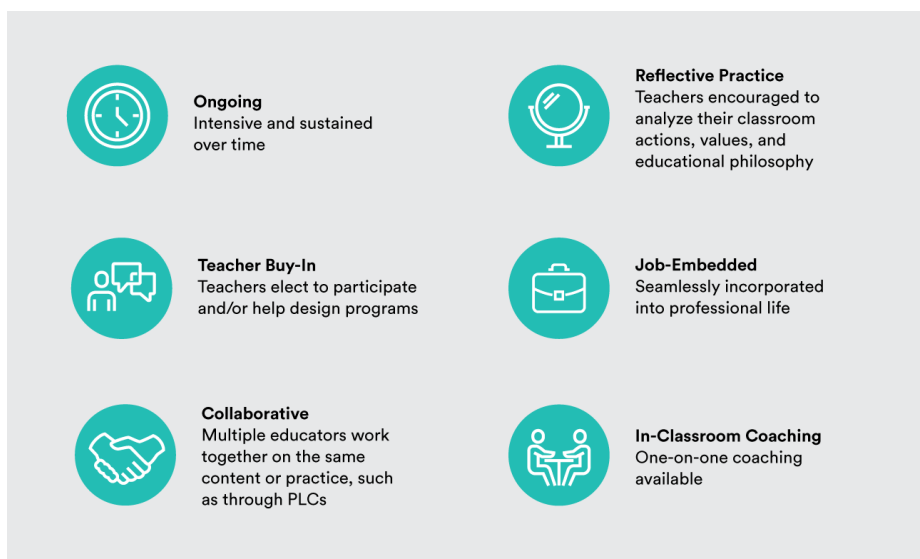 Ongoing
Intensive and sustained
over time
Reflective Practice
Teachers encouraged to
analyze their classroom
actions, values, and
educational philosophy
Teacher Buy-In
Teachers elect to participate
and/or help design programs
Job-Embedded
Seamlessly incorporated
into professional life
Collaborative
Multiple educators work
together on the same
content or practice, such
as through PLCs
In-Classroom Coaching
One-on-one coaching
available